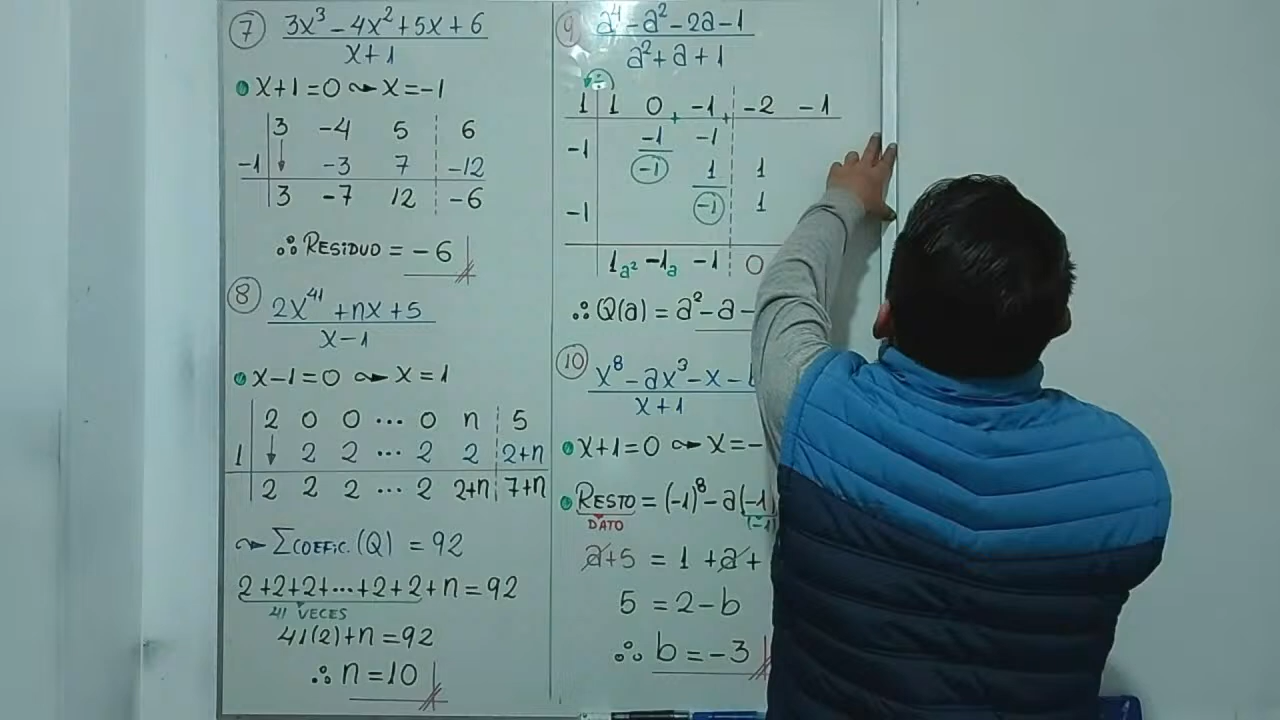 7 3x³ - 4x² + 5x + 6
x + 1
x + 1 = 0 ⤳ x = -1
3 -4 5 6
-1 -3 7 -12
3 -7 12 -6
∴ RESIDUO = -6
8 2x⁴¹ + nx + 5
x - 1
x - 1 = 0 ⤳ x = 1
2 0 0 ... 0 n 5
1 2 2 ... 2 2 2+n
2 2 2 ... 2 2+n 7+n
⤳ ∑COEFIC.(Q) = 92
2+2+2+...+2+2+n = 92
41 VECES
41(2)+n = 92
∴ n = 10
9 a⁴ - a² - 2a - 1
a² + a + 1
÷
1 1 0 + -1 + -2 -1
-1 -1 -1
-1 1 1
-1 -1 1
1a² -1a -1 0
∴ Q(a) = a² - a -
10 x⁸ - ax³ - x -
x + 1
x + 1 = 0 ⤳ x = -
RESTO = (-1)⁸ - a(-1
DATO (-1)
a+5 = 1 + a +
5 = 2 - b
∴ b = -3